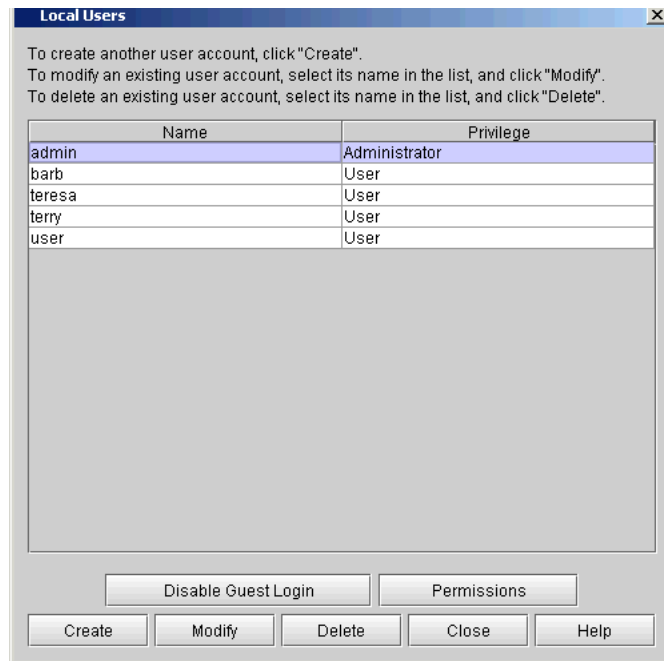 Local Users
To create another user account, click "Create".
To modify an existing user account, select its name in the list, and click "Modify".
To delete an existing user account, select its name in the list, and click "Delete".
Name Privilege
admin Administrator
barb User
teresa User
terry User
user User
Disable Guest Login Permissions
Create Modify Delete Close Help